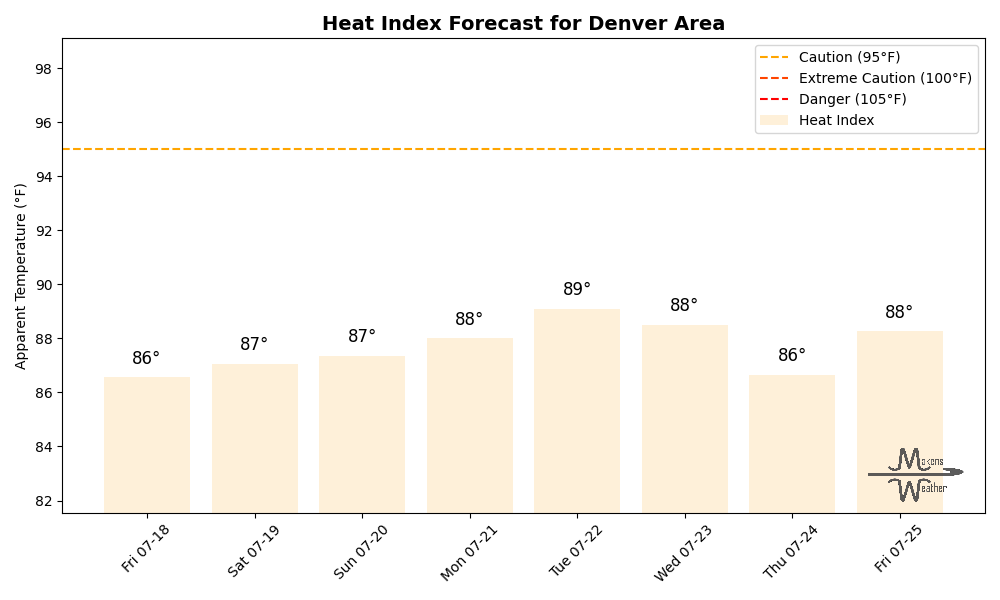 Heat Index Forecast for Denver Area
Caution (95°F)
Extreme Caution (100°F)
Danger (105°F)
Heat Index
Apparent Temperature (°F)
98
96
94
92
90
88
86
84
82
86°
87°
87°
88°
89°
88°
86°
88°
Fri 07-18
Sat 07-19
Sun 07-20
Mon 07-21
Tue 07-22
Wed 07-23
Thu 07-24
Fri 07-25
eather